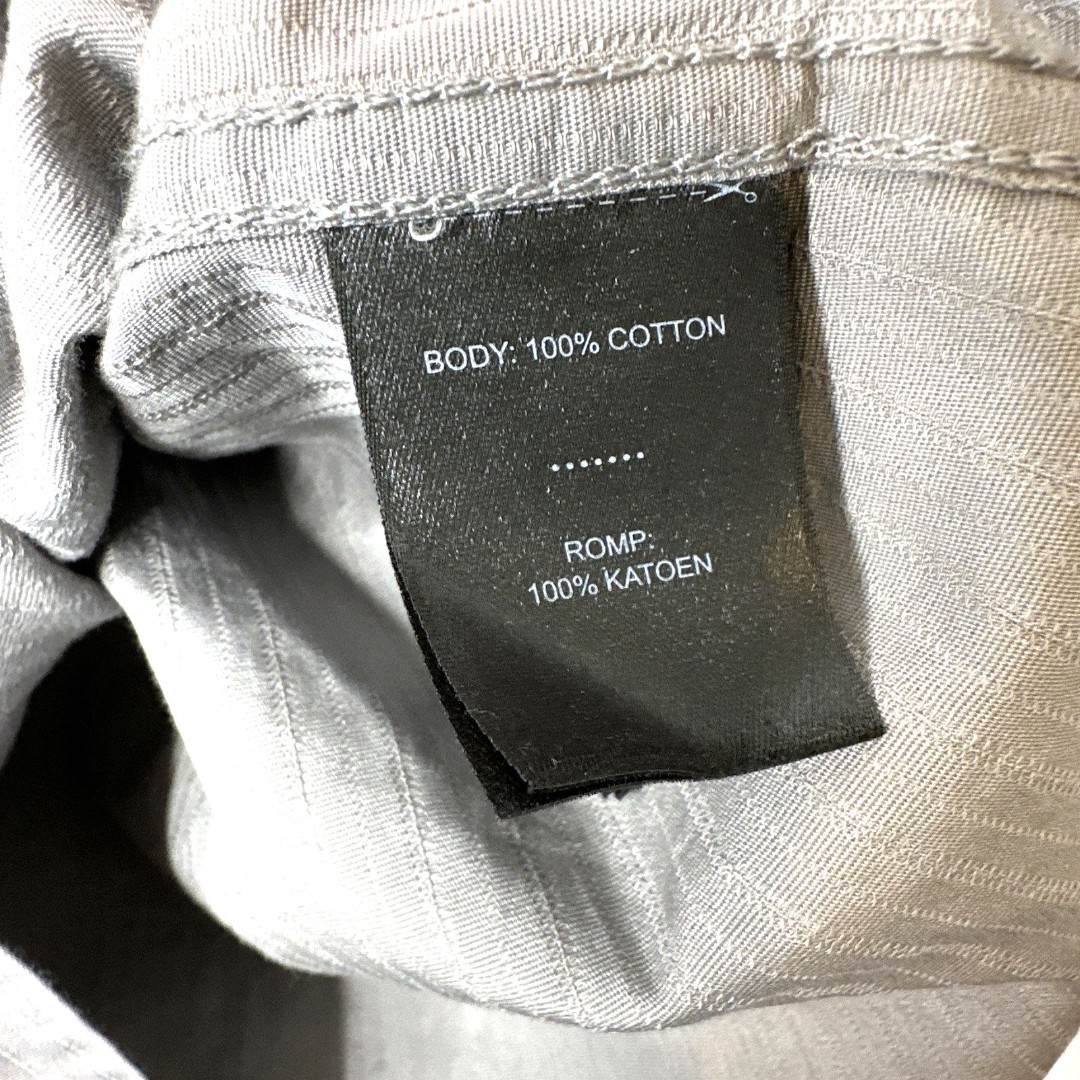 BODY: 100% COTTON
.......
ROMP:
100% KATOEN